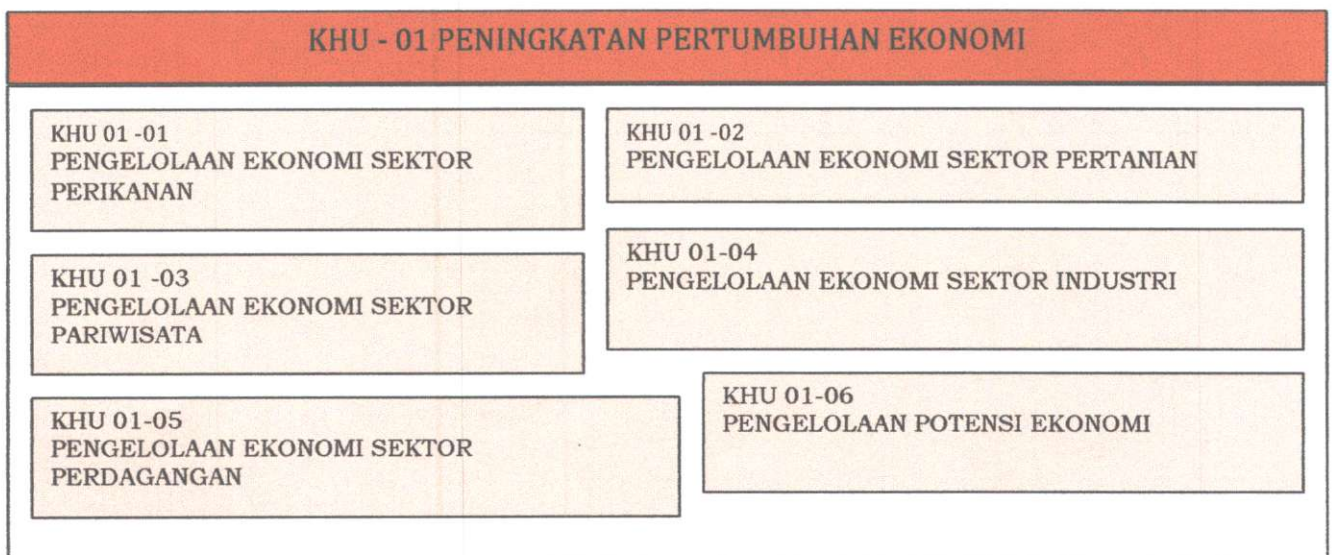 KHU - 01 PENINGKATAN PERTUMBUHAN EKONOMI
KHU 01 -01
PENGELOLAAN EKONOMI SEKTOR
PERIKANAN
KHU 01 -02
PENGELOLAAN EKONOMI SEKTOR PERTANIAN
KHU 01 -03
PENGELOLAAN EKONOMI SEKTOR
PARIWISATA
KHU 01-04
PENGELOLAAN EKONOMI SEKTOR INDUSTRI
KHU 01-05
PENGELOLAAN EKONOMI SEKTOR
PERDAGANGAN
KHU 01-06
PENGELOLAAN POTENSI EKONOMI